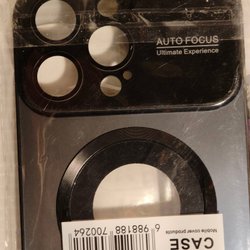 AUTO FOCUS
Ultimate Experience
CASE
Mobile cover products
6 988188 700264